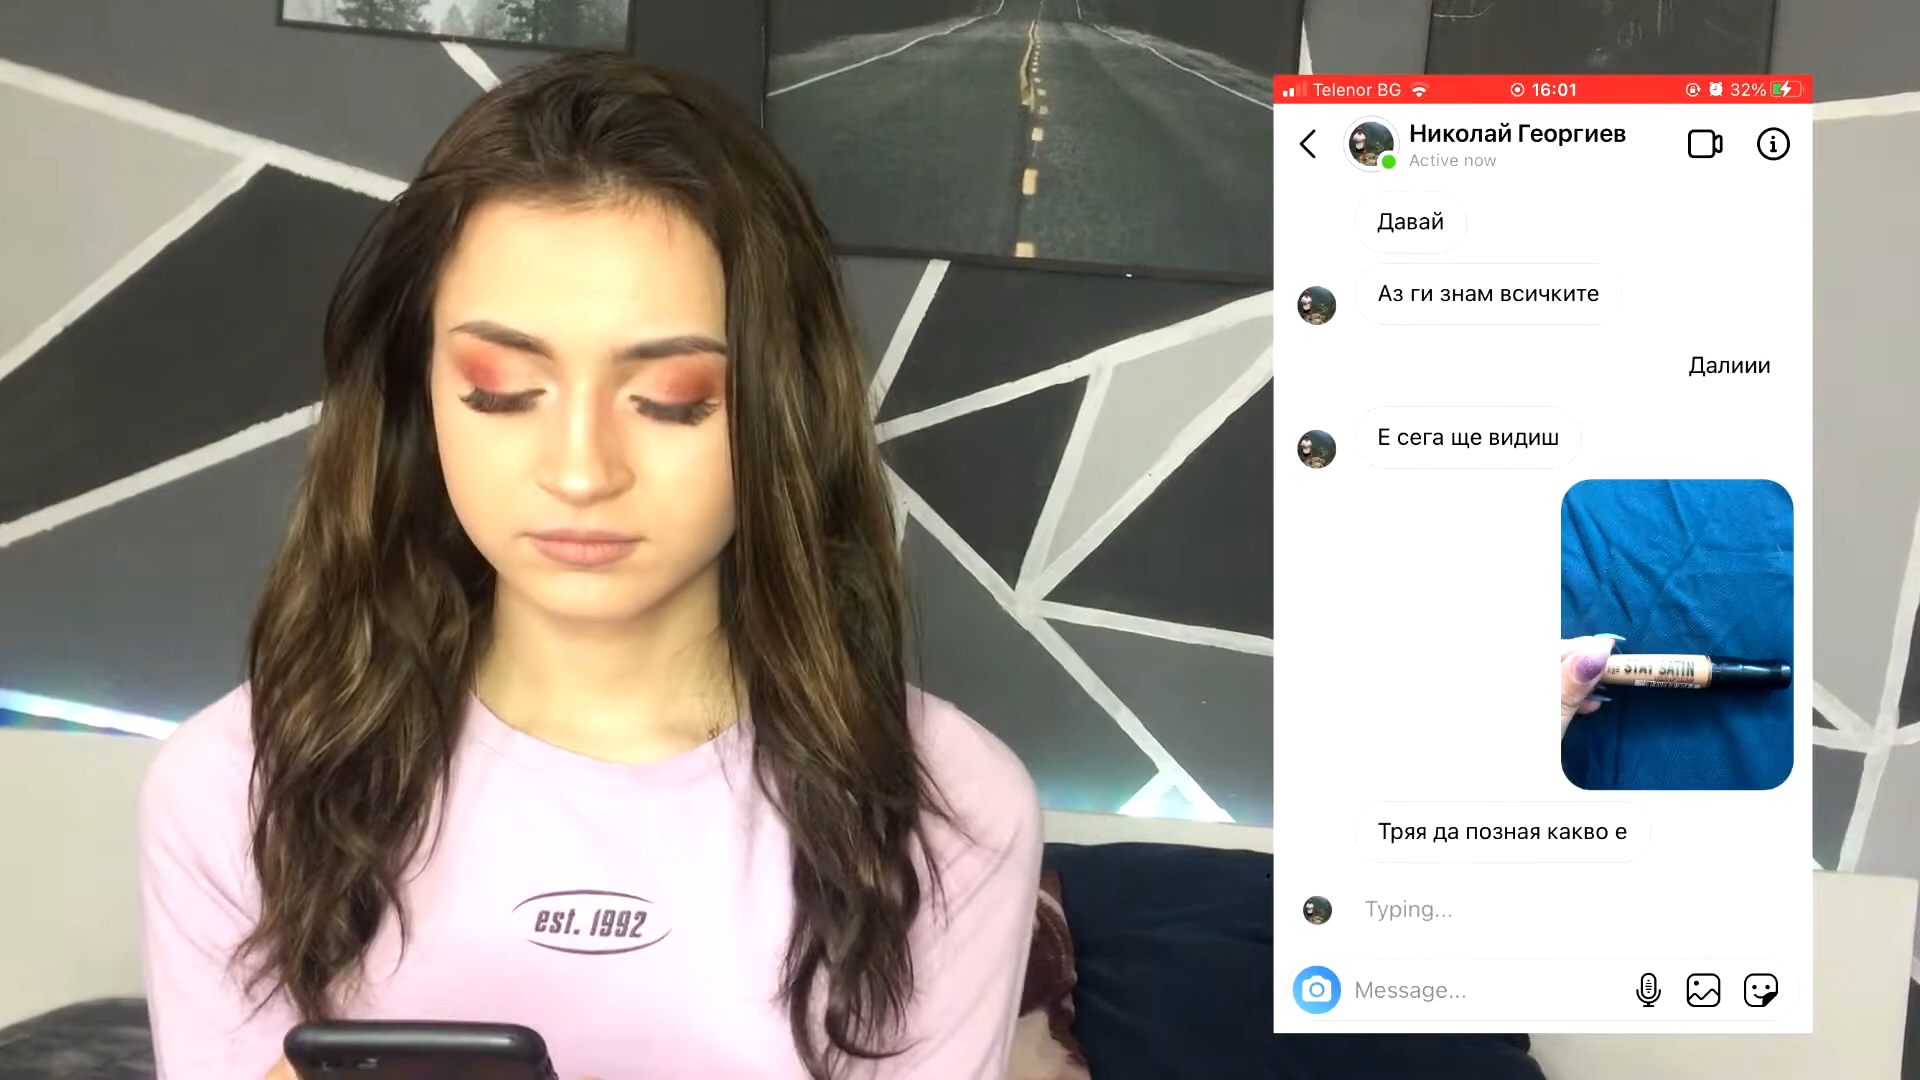 Telenor BG
16:01
32%
Николай Георгиев
Active now
Давай
Аз ги знам всичките
Далиии
Е сега ще видиш
STAY SATIN
Тряя да позная какво е
Typing...
Message...
est. 1992